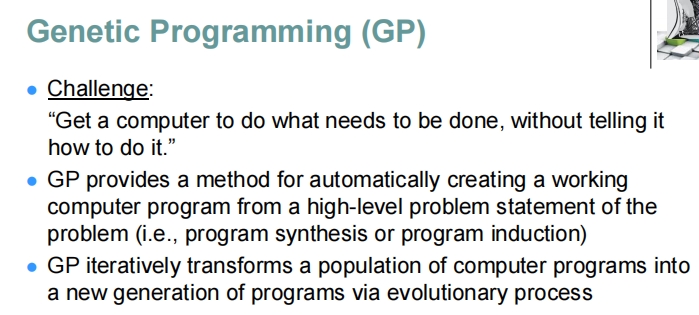 Genetic Programming (GP)
Challenge:
“Get a computer to do what needs to be done, without telling it
how to do it.”
GP provides a method for automatically creating a working
computer program from a high-level problem statement of the
problem (i.e., program synthesis or program induction)
GP iteratively transforms a population of computer programs into
a new generation of programs via evolutionary process